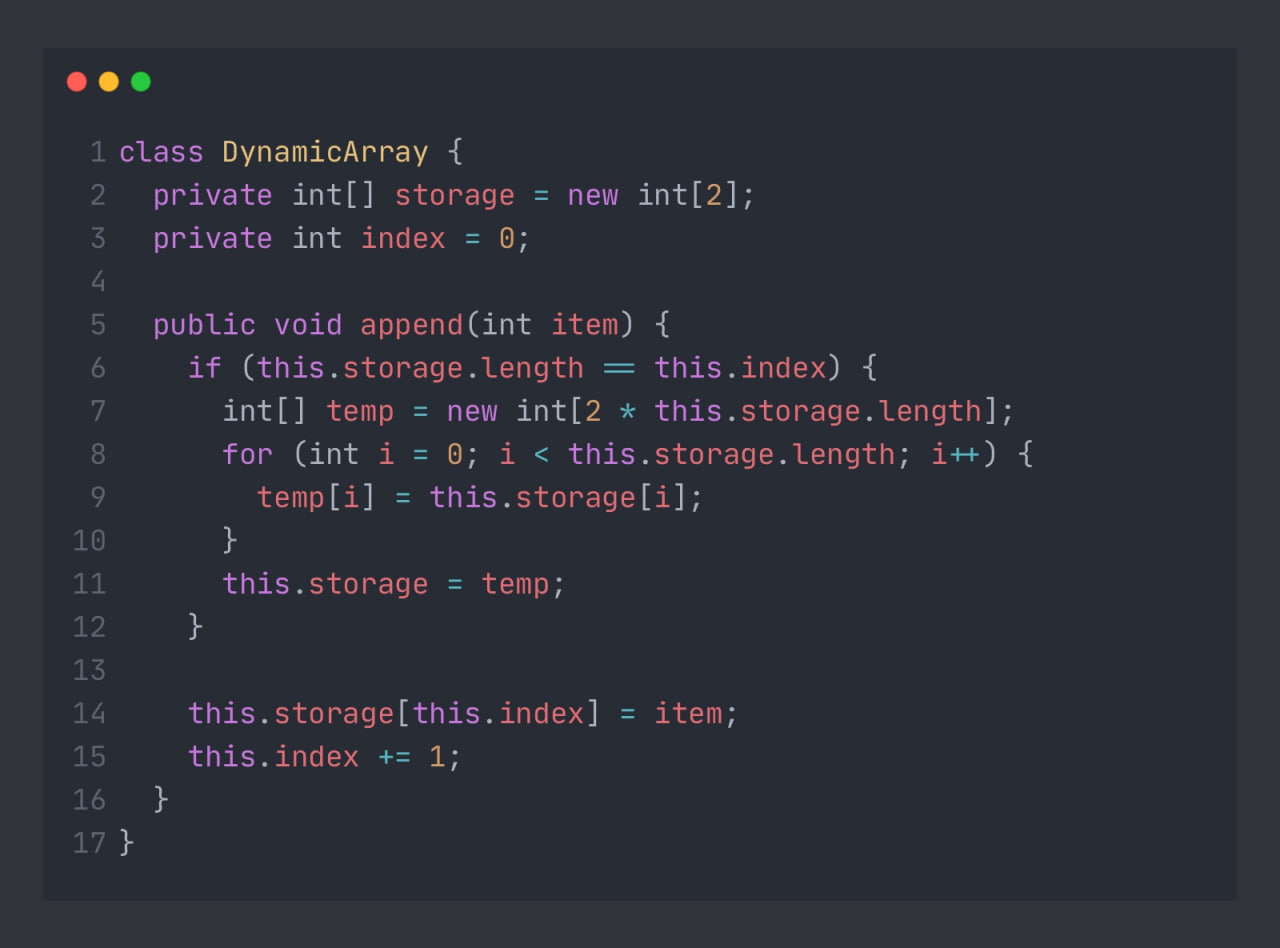 1 class DynamicArray {
2   private int[] storage = new int[2];
3   private int index = 0;
4
5   public void append(int item) {
6     if (this.storage.length == this.index) {
7       int[] temp = new int[2 * this.storage.length];
8       for (int i = 0; i < this.storage.length; i++) {
9         temp[i] = this.storage[i];
10       }
11       this.storage = temp;
12     }
13
14     this.storage[this.index] = item;
15     this.index += 1;
16   }
17 }